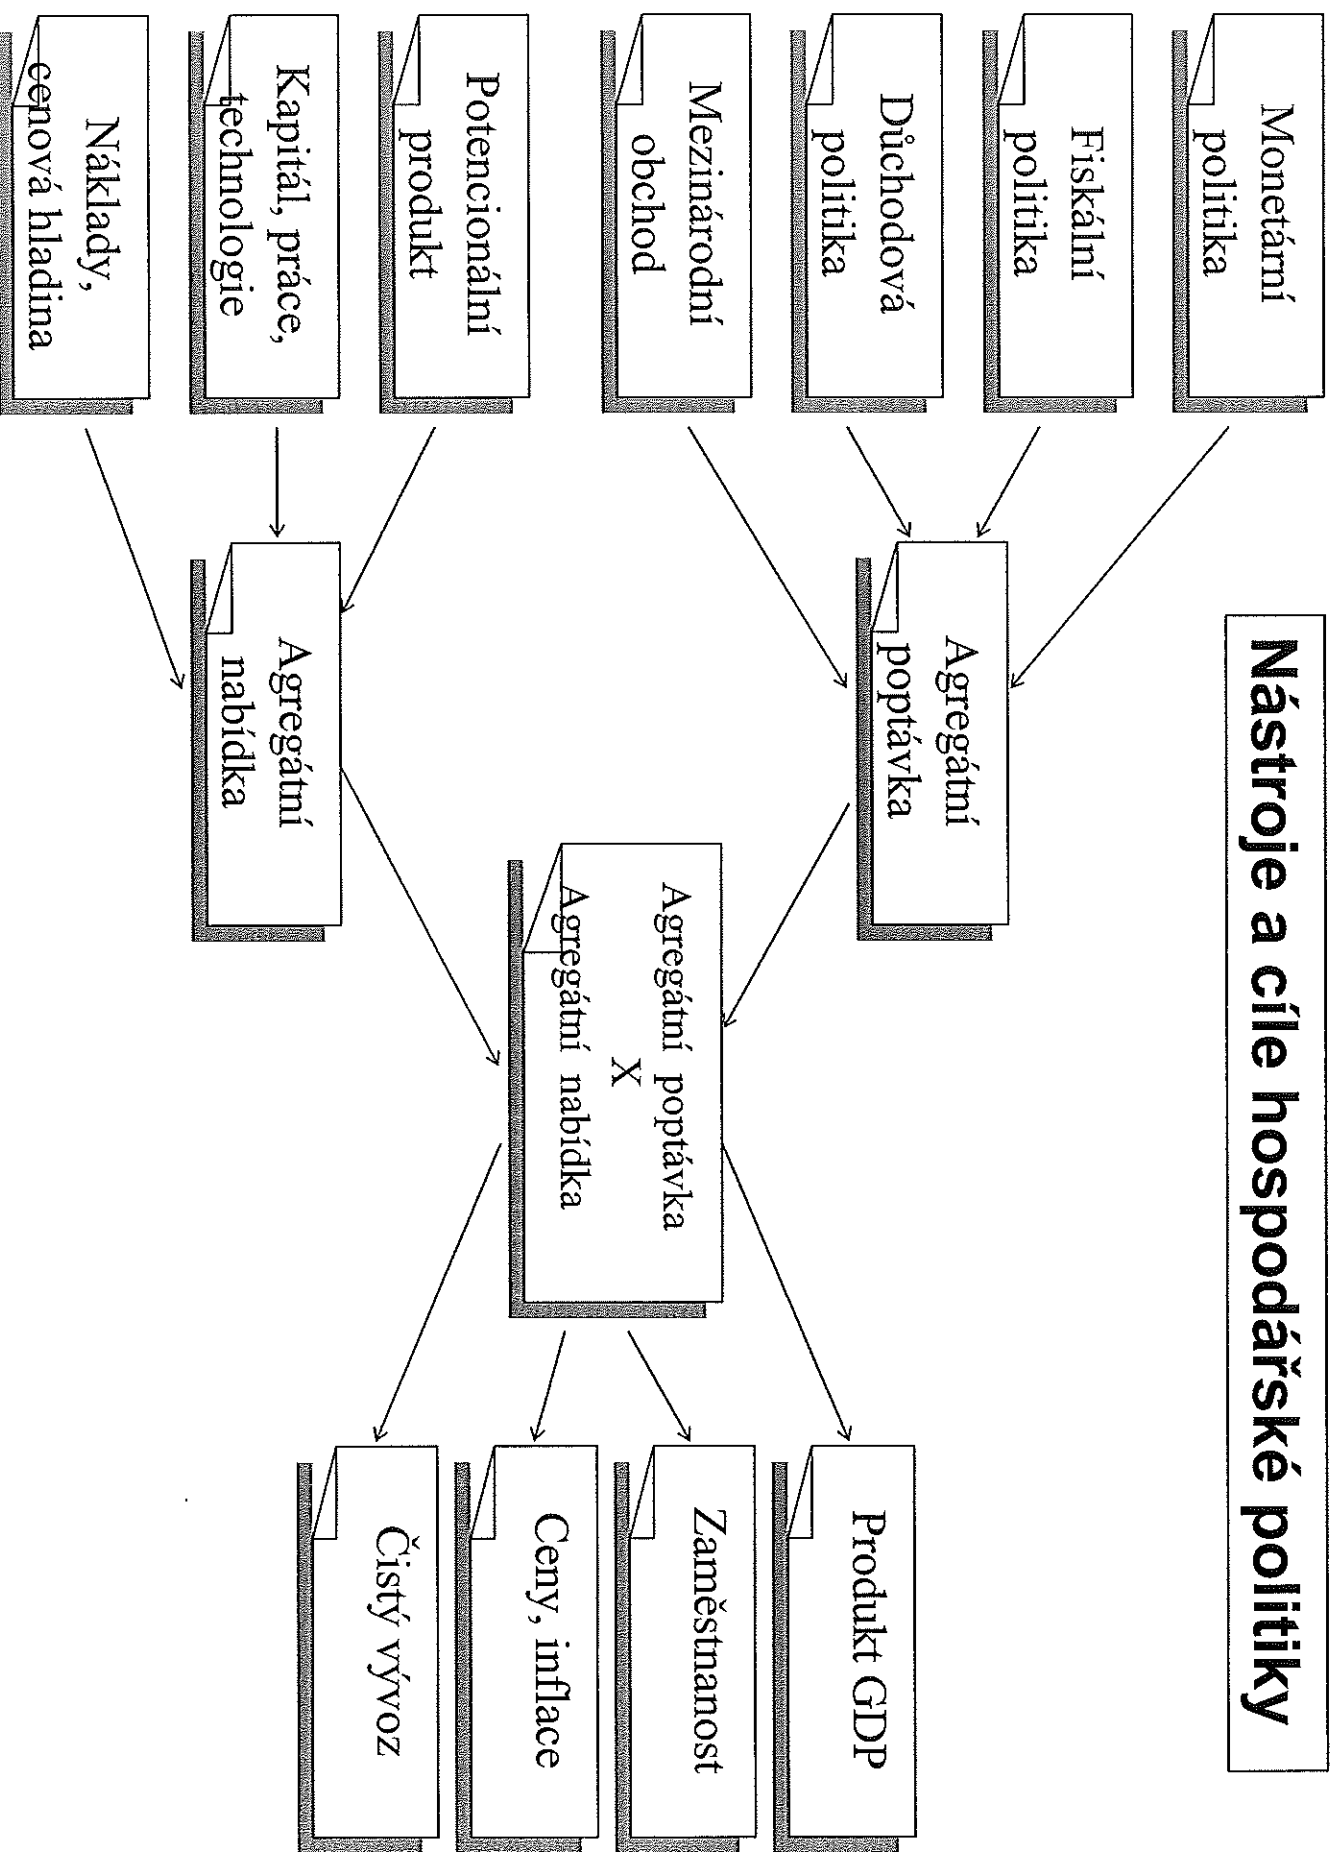 Nástroje a cíle hospodářské politiky
Monetární
politika
Fiskální
politika
Důchodová
politika
Mezinárodní
obchod
Potencionální
produkt
Kapitál, práce,
technologie
Náklady,
cenová hladina
Agregátní
poptávka
Agregátní
nabídka
Agregátní poptávka
X
Agregátní nabídka
Produkt GDP
Zaměstnanost
Ceny, inflace
Čistý vývoz